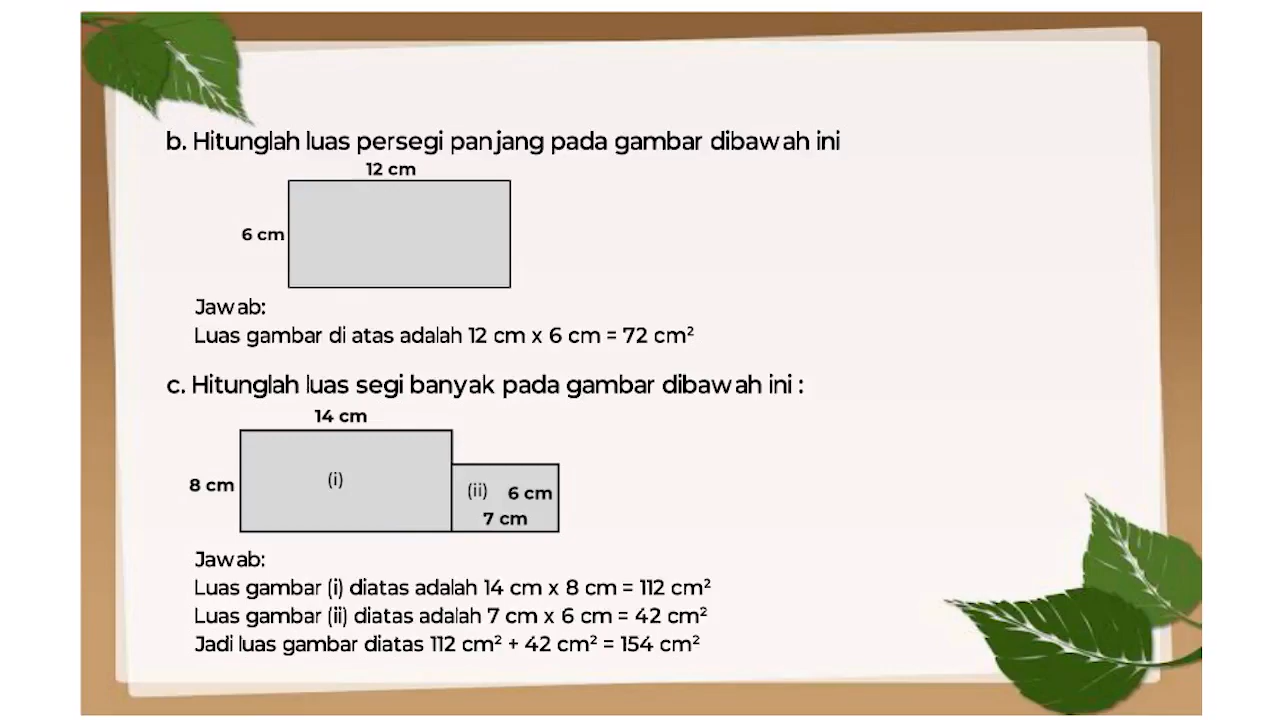 b. Hitunglah luas persegi panjang pada gambar dibawah ini
12 cm
6 cm
Jawab:
Luas gambar di atas adalah 12 cm x 6 cm = 72 cm²
c. Hitunglah luas segi banyak pada gambar dibawah ini :
14 cm
8 cm
(i)
(ii) 6 cm
7 cm
Jawab:
Luas gambar (i) diatas adalah 14 cm x 8 cm = 112 cm²
Luas gambar (ii) diatas adalah 7 cm x 6 cm = 42 cm²
Jadi luas gambar diatas 112 cm² + 42 cm² = 154 cm²